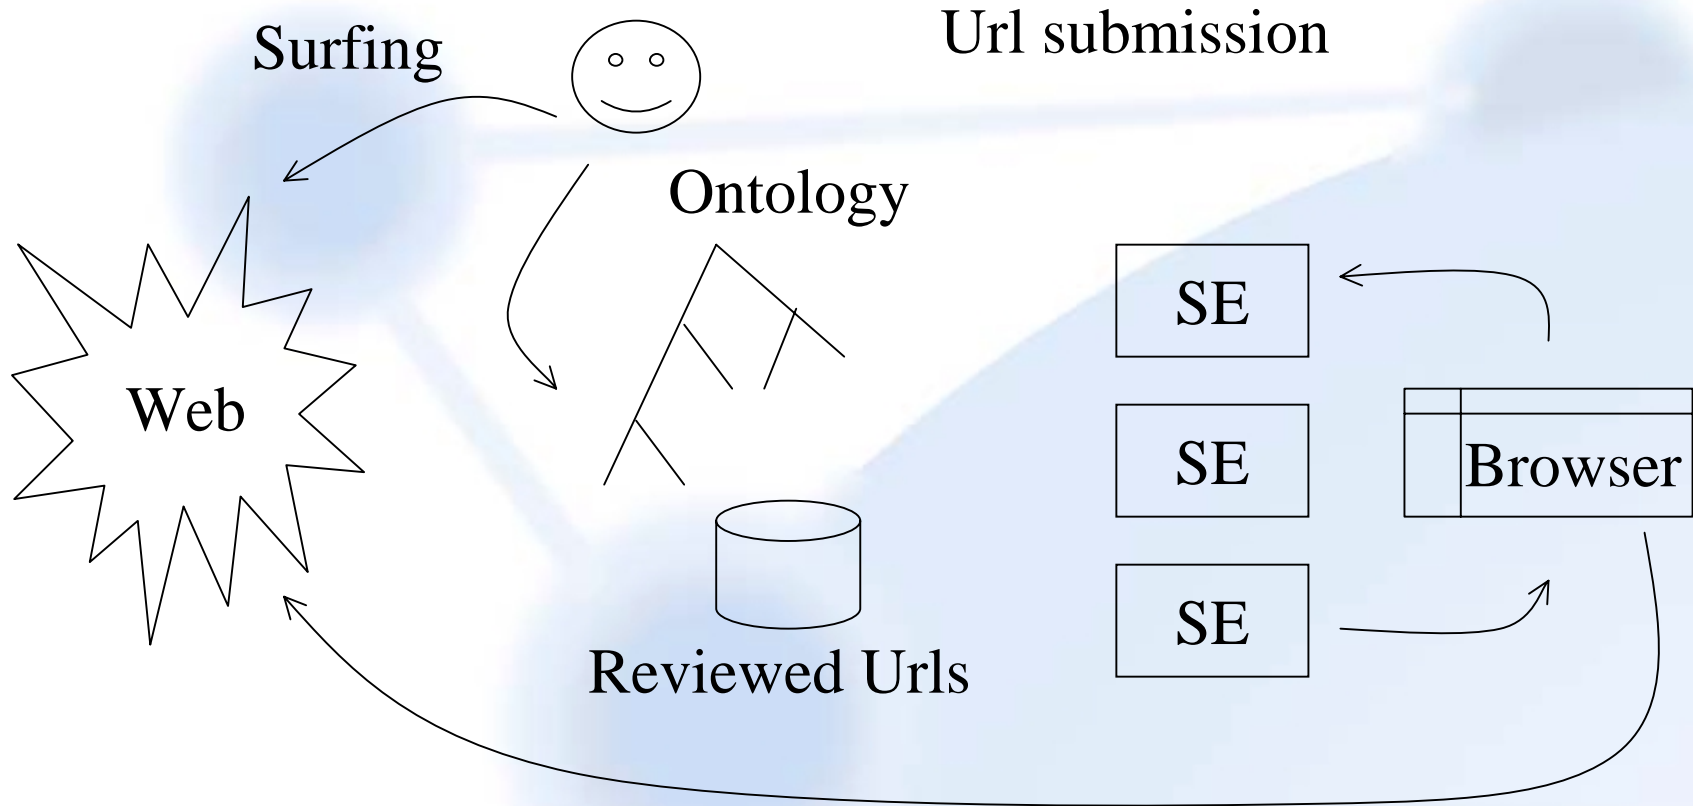 Surfing
Url submission
Ontology
SE
Web
SE
Browser
SE
Reviewed Urls